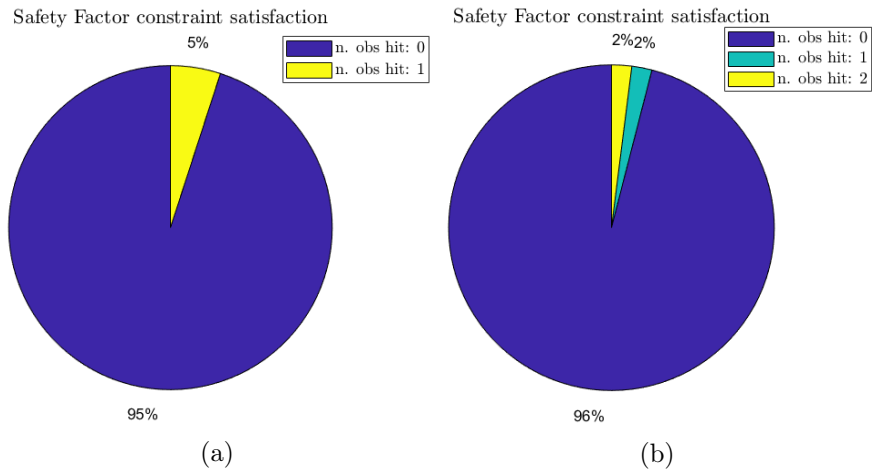 Safety Factor constraint satisfaction
5%
n. obs hit: 0
n. obs hit: 1
95%
(a)
Safety Factor constraint satisfaction
2%
2%
n. obs hit: 0
n. obs hit: 1
n. obs hit: 2
96%
(b)